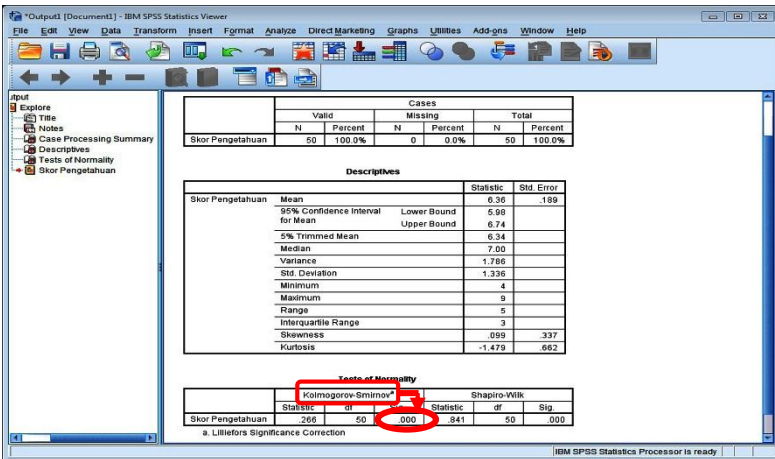 *Output1 [Document1] - IBM SPSS Statistics Viewer
File Edit View Data Transform Insert Format Analyze Direct Marketing Graphs Utilities Add-ons Window Help
Explore
Title
Notes
Case Processing Summary
Descriptives
Tests of Normality
Skor Pengetahuan
Cases
Valid Missing Total
N Percent N Percent N Percent
Skor Pengetahuan 50 100.0% 0 0.0% 50 100.0%
Descriptives
Statistic Std. Error
Skor Pengetahuan Mean 6.36 .189
95% Confidence Interval for Mean Lower Bound 5.98
Upper Bound 6.74
5% Trimmed Mean 6.34
Median 7.00
Variance 1.786
Std. Deviation 1.336
Minimum 4
Maximum 9
Range 5
Interquartile Range 3
Skewness .099 .337
Kurtosis -1.479 .662
Tests of Normality
Kolmogorov-Smirnovᵃ Shapiro-Wilk
Statistic df Sig. Statistic df Sig.
Skor Pengetahuan .266 50 .000 .841 50 .000
a. Lilliefors Significance Correction
IBM SPSS Statistics Processor is ready